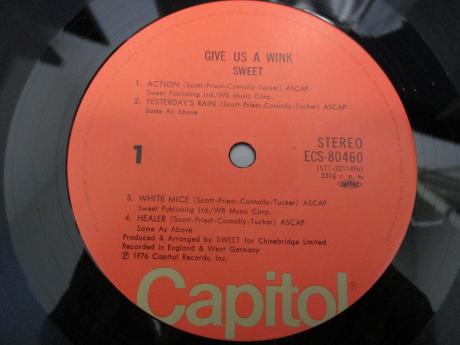 GIVE US A WINK
SWEET
1. ACTION (Scott-Priest-Connolly-Tucker) ASCAP
Sweet Publishing Ltd./WB Music Corp.
2. YESTERDAY'S RAIN (Scott-Priest-Connolly-Tucker) ASCAP
Same As Above
1
STEREO
ECS-80460
(ST1-22114Y6)
33⅓ r. p. m.
3. WHITE MICE (Scott-Priest-Connolly-Tucker) ASCAP
Sweet Publishing Ltd./WB Music Corp.
4. HEALER (Scott-Priest-Connolly-Tucker) ASCAP
Same As Above
Produced & Arranged by SWEET for Chinebridge Limited
Recorded in England & West Germany
℗ 1976 Capitol Records, Inc.
Capitol®